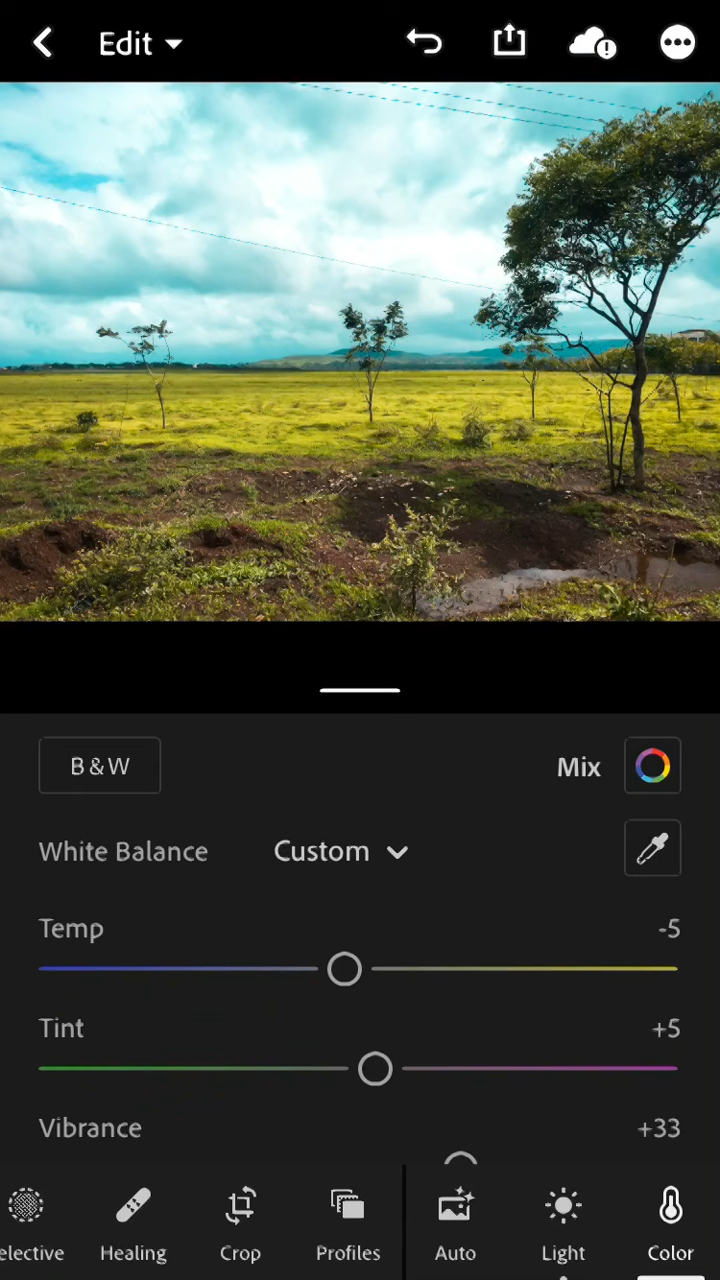 Edit
B & W
Mix
White Balance
Custom
Temp
-5
Tint
+5
Vibrance
+33
elective
Healing
Crop
Profiles
Auto
Light
Color